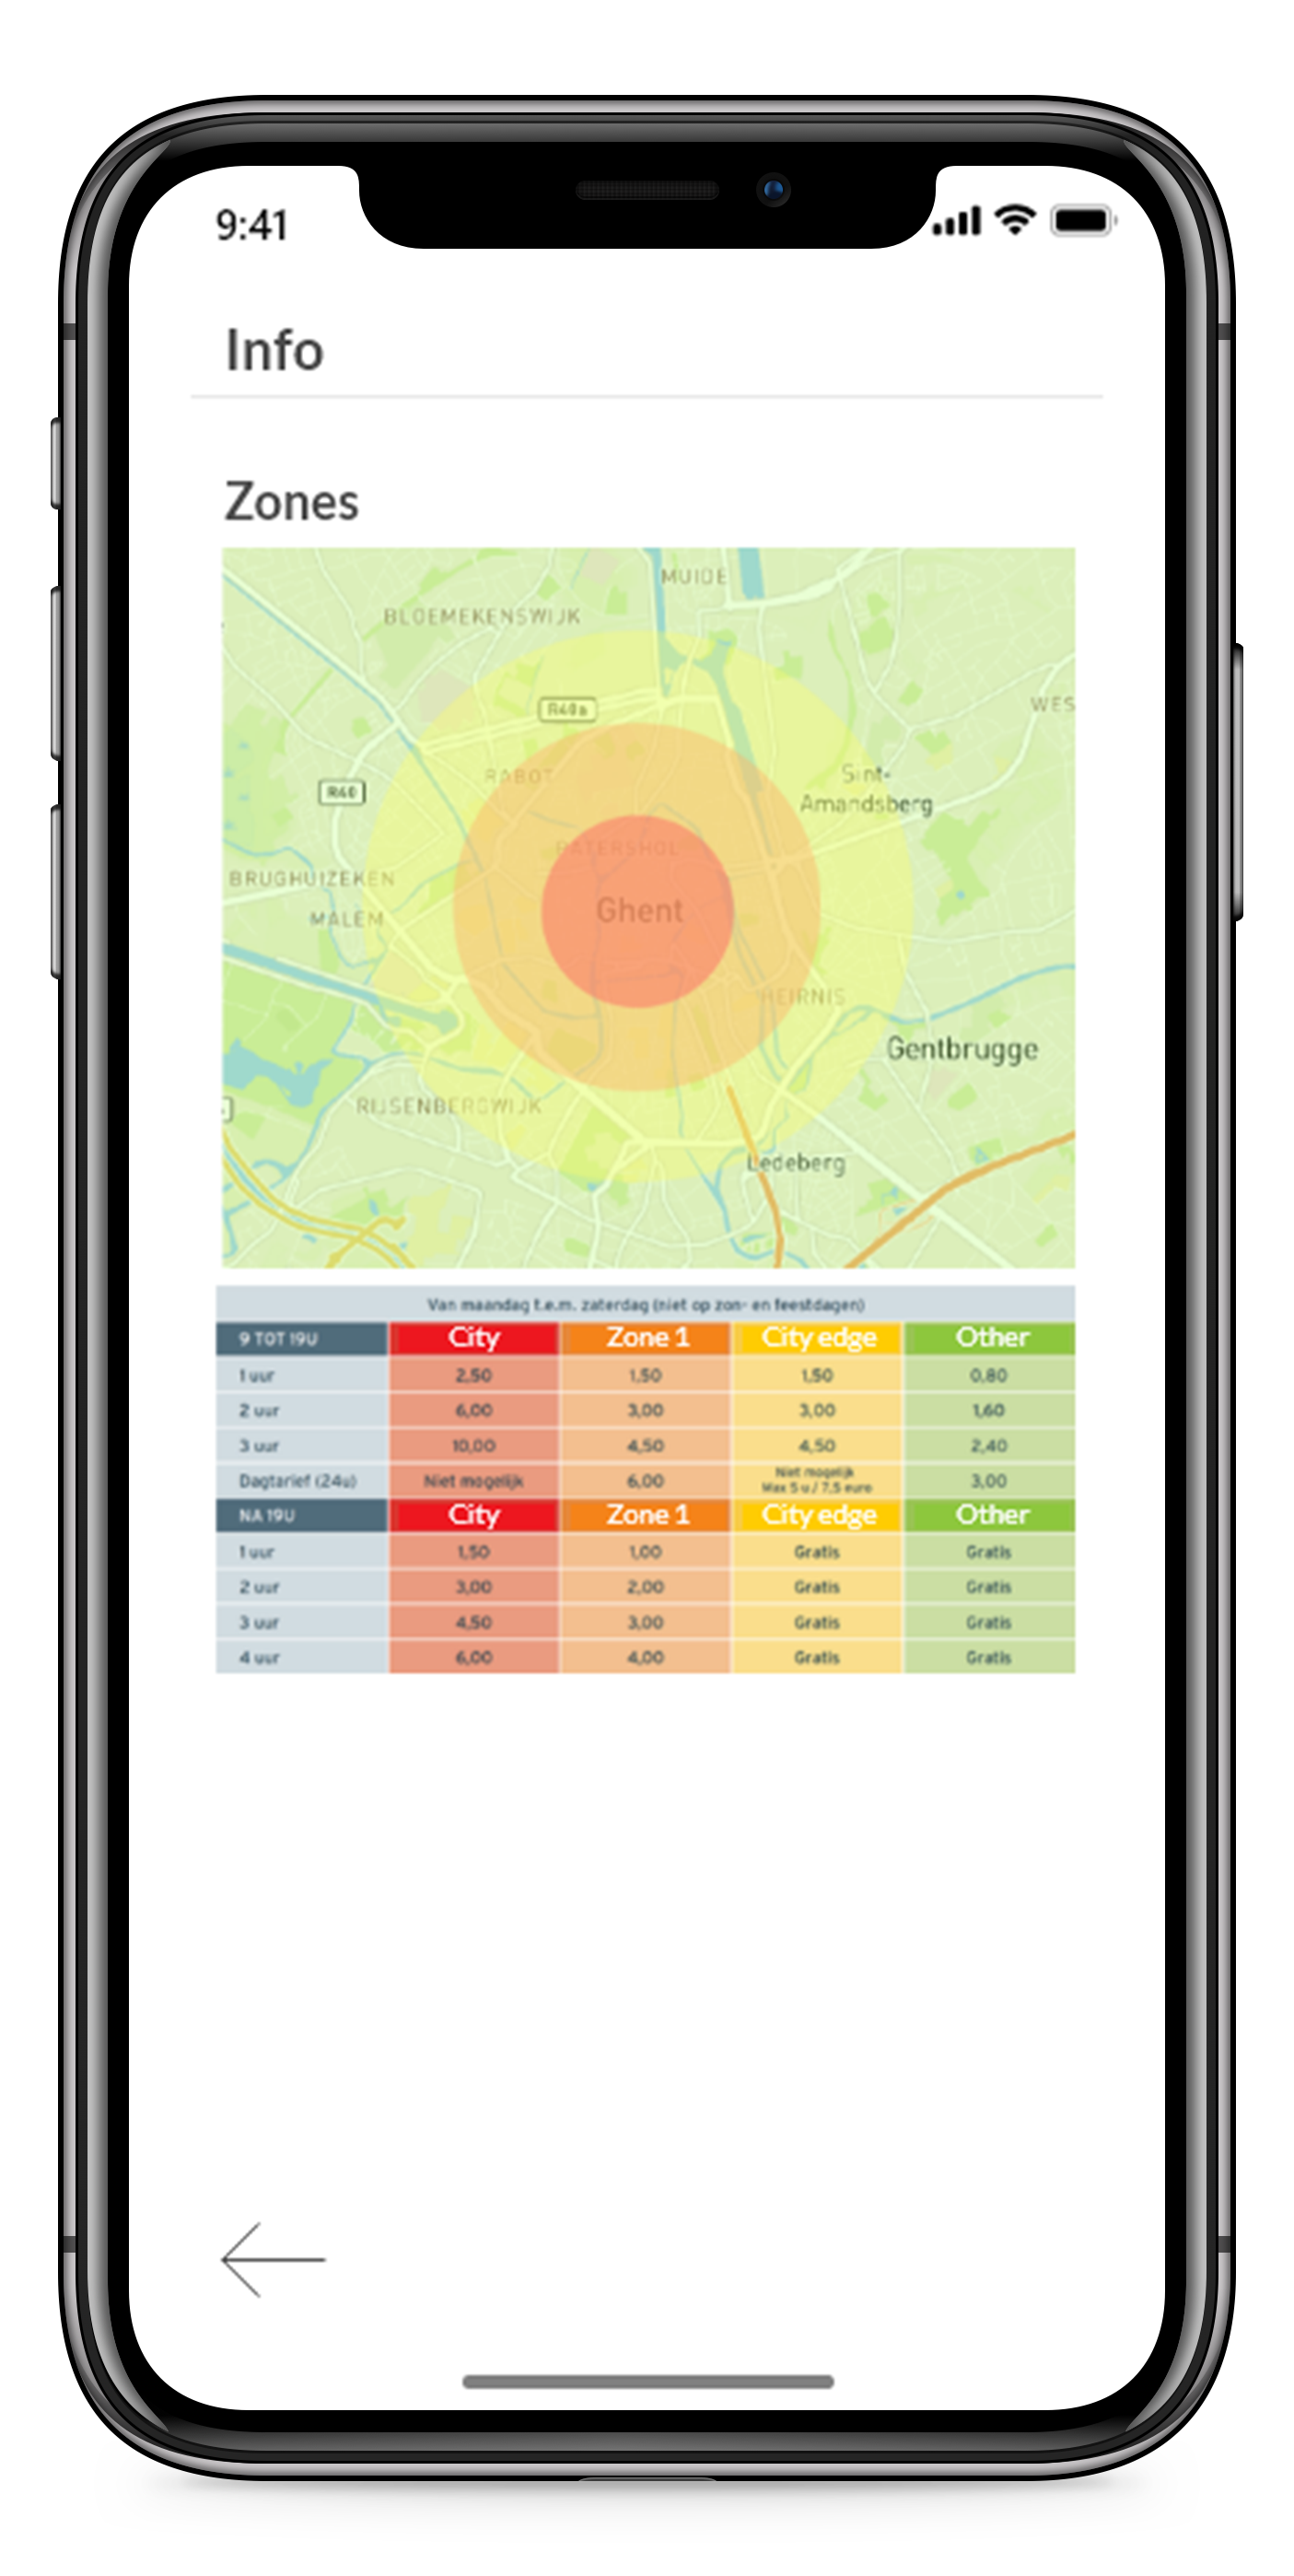 9:41
Info
Zones
MUIDE
BLOEMEKENSWIJK
R40a
WES
RABOT
Sint-
Amandsberg
R40
PATERSHOL
BRUGHUIZEKEN
Ghent
MALEM
HEIRNIS
Gentbrugge
RIJSENBERGWIJK
Ledeberg
Van maandag t.e.m. zaterdag (niet op zon- en feestdagen)
9 TOT 19U City Zone 1 City edge Other
1 uur 2,50 1,50 1,50 0,80
2 uur 6,00 3,00 3,00 1,60
3 uur 10,00 4,50 4,50 2,40
Dagtarief (24u) Niet mogelijk 6,00 Niet mogelijk Max 5 u / 7,5 euro 3,00
NA 19U City Zone 1 City edge Other
1 uur 1,50 1,00 Gratis Gratis
2 uur 3,00 2,00 Gratis Gratis
3 uur 4,50 3,00 Gratis Gratis
4 uur 6,00 4,00 Gratis Gratis